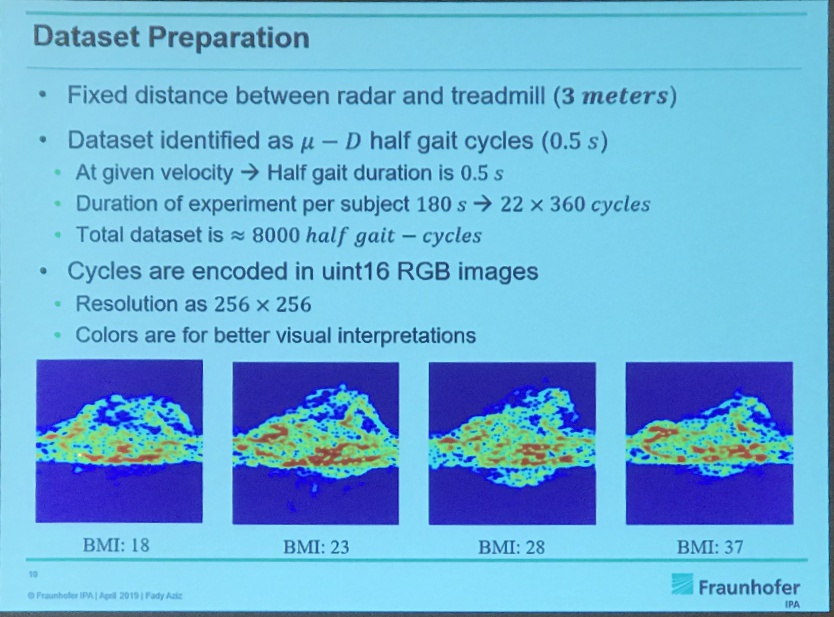 Dataset Preparation
• Fixed distance between radar and treadmill (3 meters)
• Dataset identified as μ − D half gait cycles (0.5 s)
• At given velocity → Half gait duration is 0.5 s
• Duration of experiment per subject 180 s → 22 × 360 cycles
• Total dataset is ≈ 8000 half gait − cycles
• Cycles are encoded in uint16 RGB images
• Resolution as 256 × 256
• Colors are for better visual interpretations
BMI: 18 BMI: 23 BMI: 28 BMI: 37
10
© Fraunhofer IPA | April 2019 | Fady Aziz
Fraunhofer
IPA